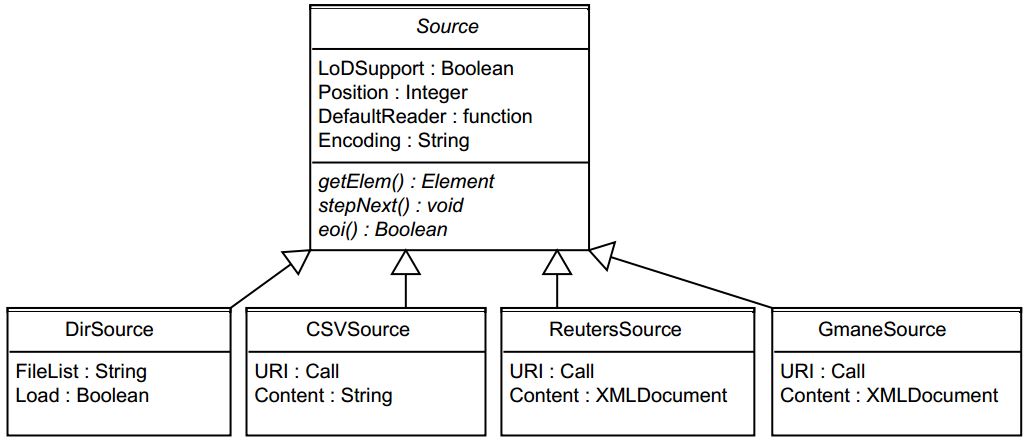 Source
LoDSupport : Boolean
Position : Integer
DefaultReader : function
Encoding : String
getElem() : Element
stepNext() : void
eoi() : Boolean
DirSource
FileList : String
Load : Boolean
CSVSource
URI : Call
Content : String
ReutersSource
URI : Call
Content : XMLDocument
GmaneSource
URI : Call
Content : XMLDocument